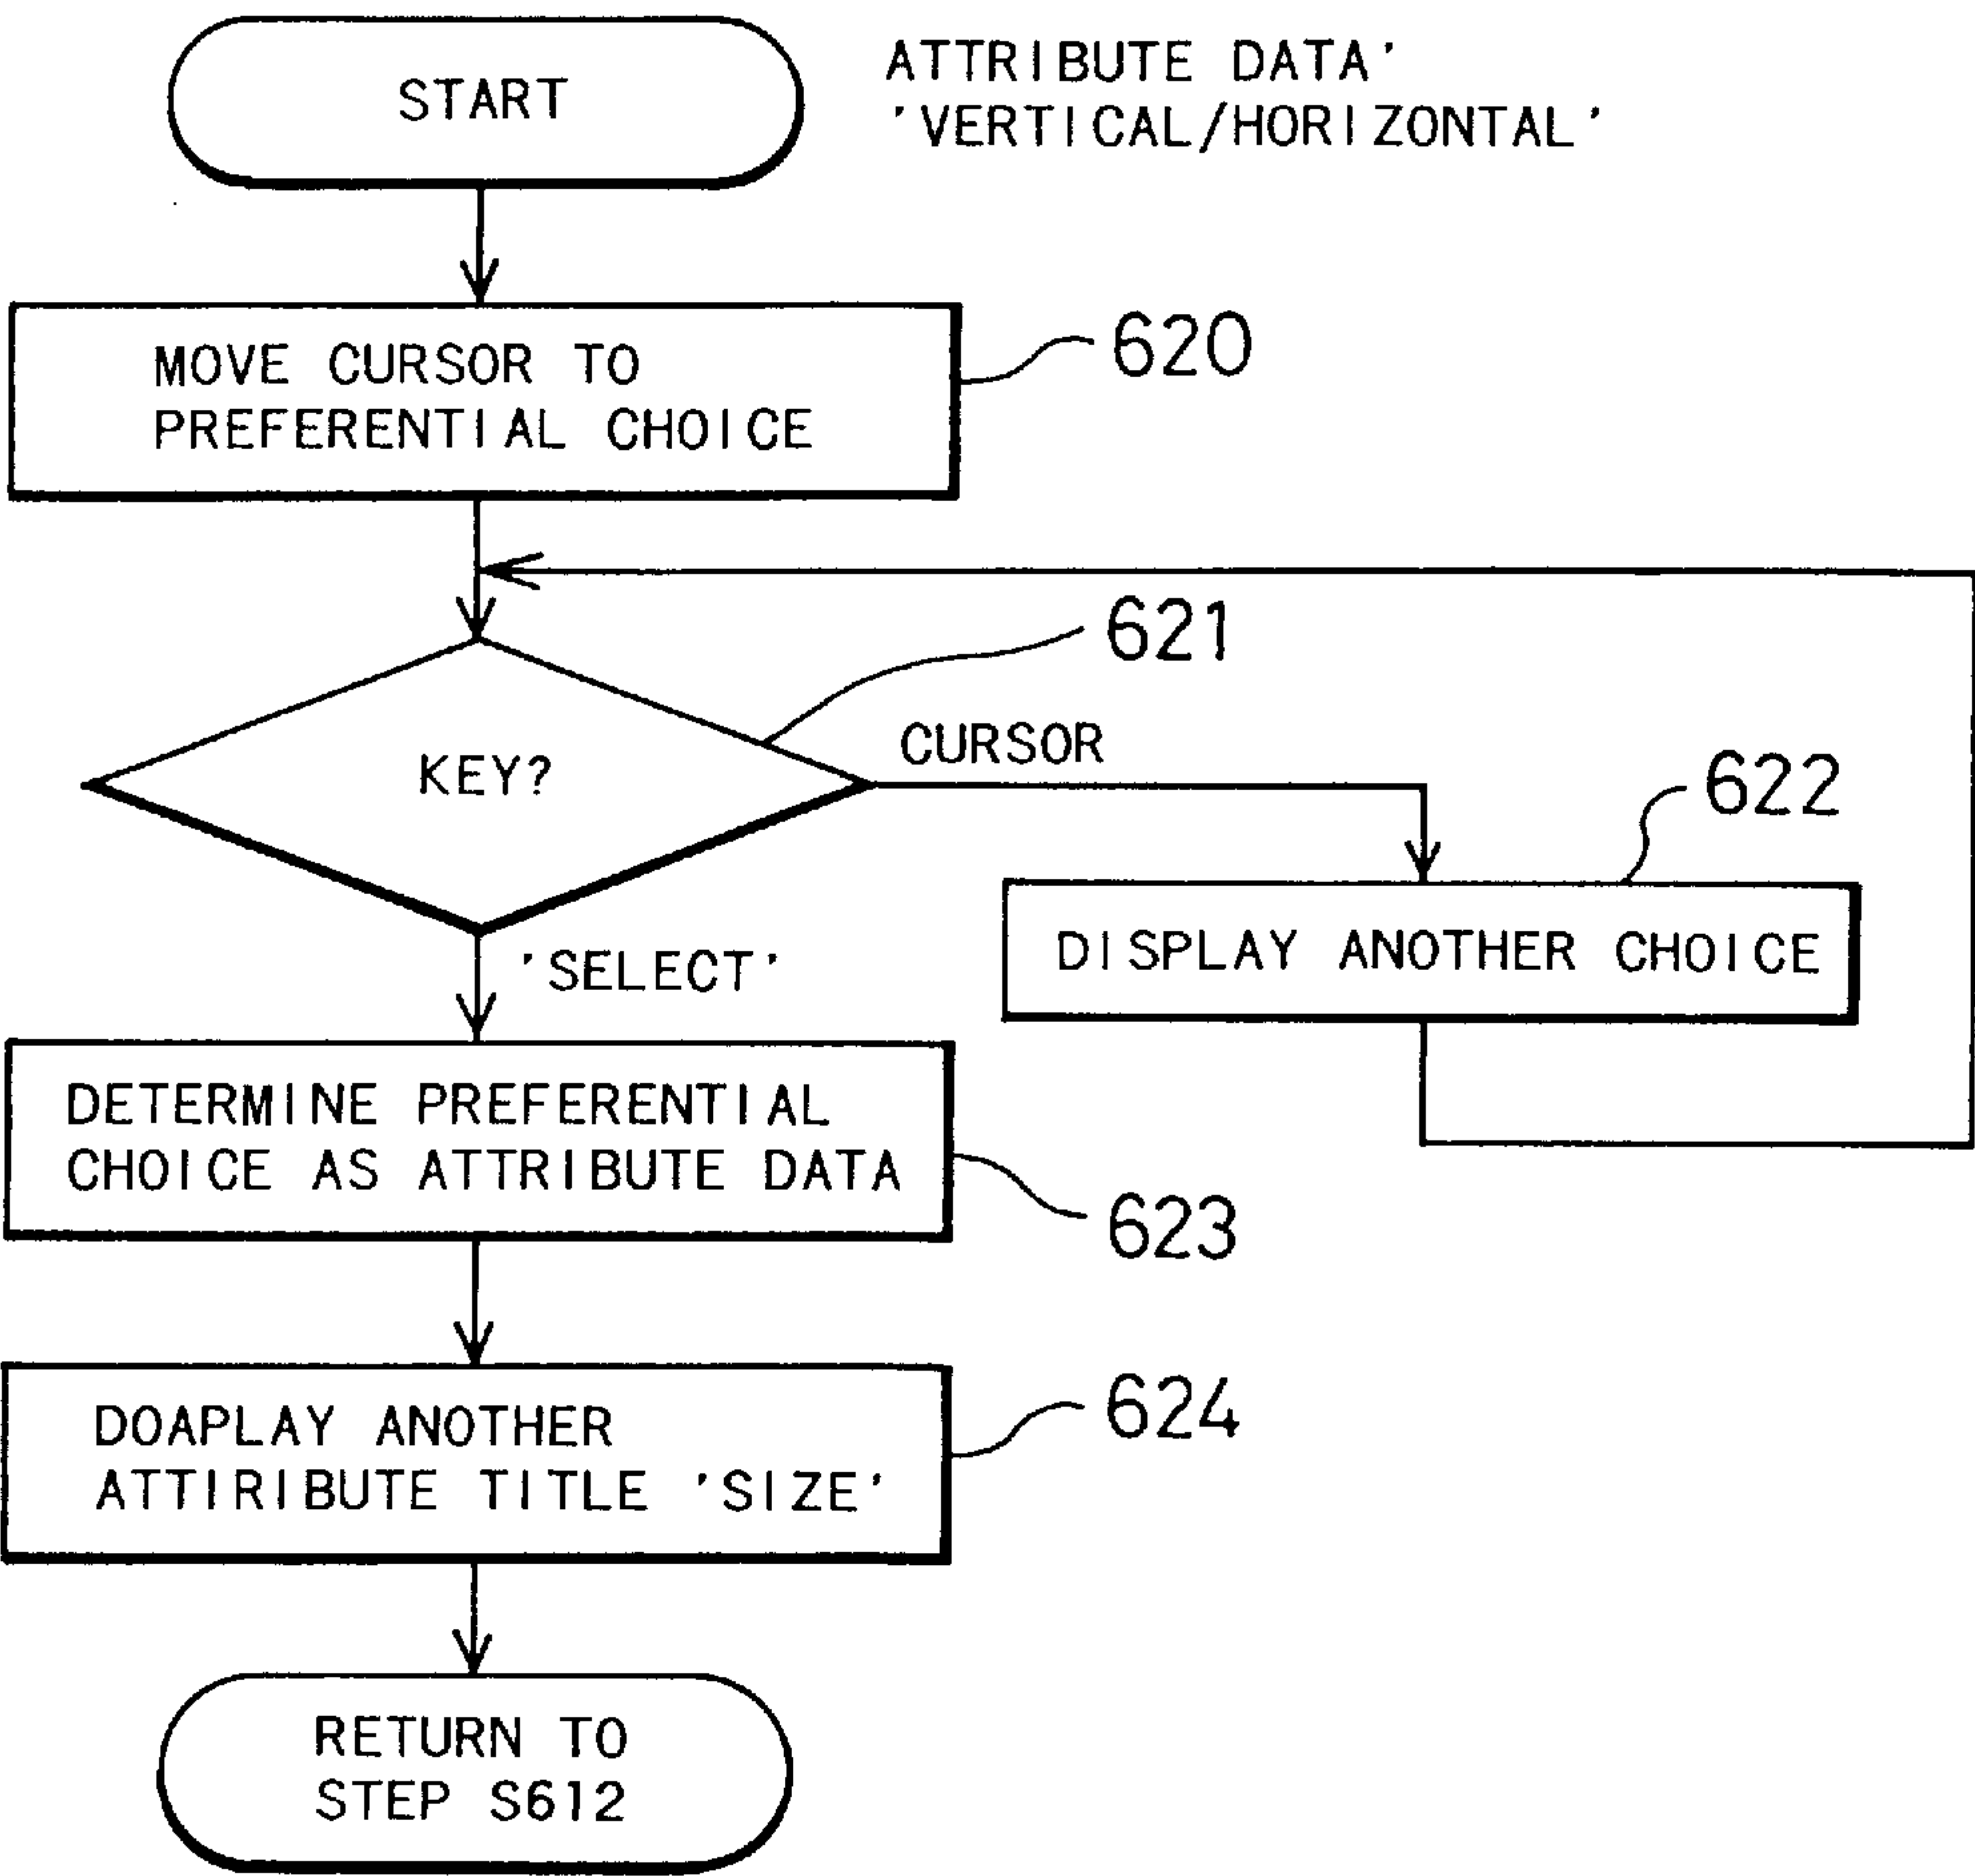 START
ATTRIBUTE DATA'
'VERTICAL/HORIZONTAL'
MOVE CURSOR TO
PREFERENTIAL CHOICE
620
621
KEY?
CURSOR
622
DISPLAY ANOTHER CHOICE
'SELECT'
DETERMINE PREFERENTIAL
CHOICE AS ATTRIBUTE DATA
623
DOAPLAY ANOTHER
ATTIRIBUTE TITLE 'SIZE'
624
RETURN TO
STEP S612